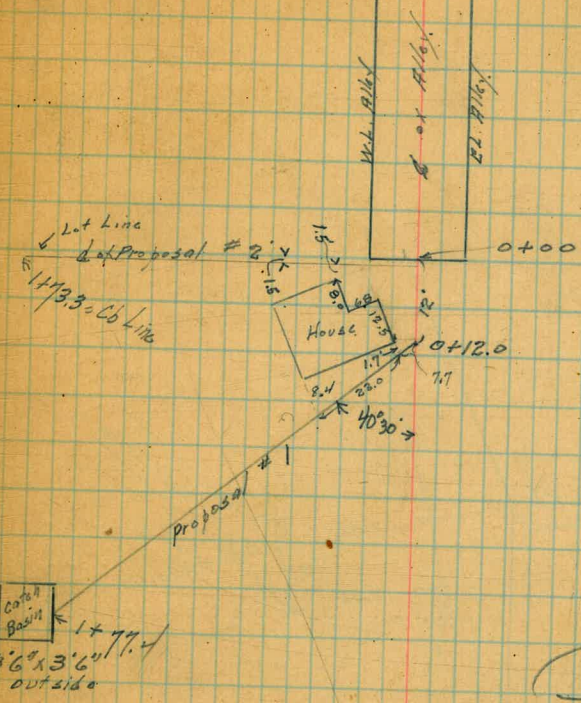 W.L. Alley
of Alley
E.L. Alley
0+00
Lot Line
of Proposal # 2
1+73.3 = Cb Line
1.5
1.5
8.0
12.5
12'
House
0+12.0
1.7
7.7
8.4
23.0
40°30'
Proposal # 1
Catch
Basin
1+77.4
3'6" x 3'6"
outside